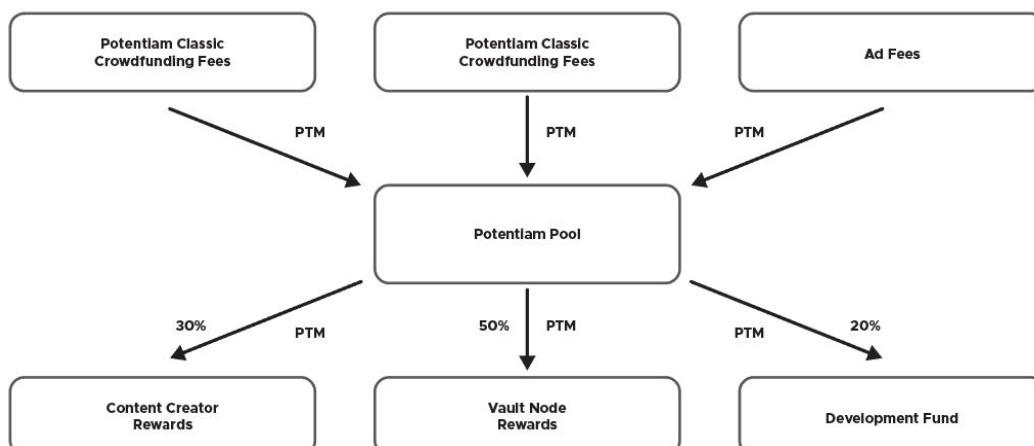 Potentiam Classic
Crowdfunding Fees
Potentiam Classic
Crowdfunding Fees
Ad Fees
PTM
PTM
PTM
Potentiam Pool
30%
PTM
50%
PTM
PTM
20%
Content Creator
Rewards
Vault Node
Rewards
Development Fund